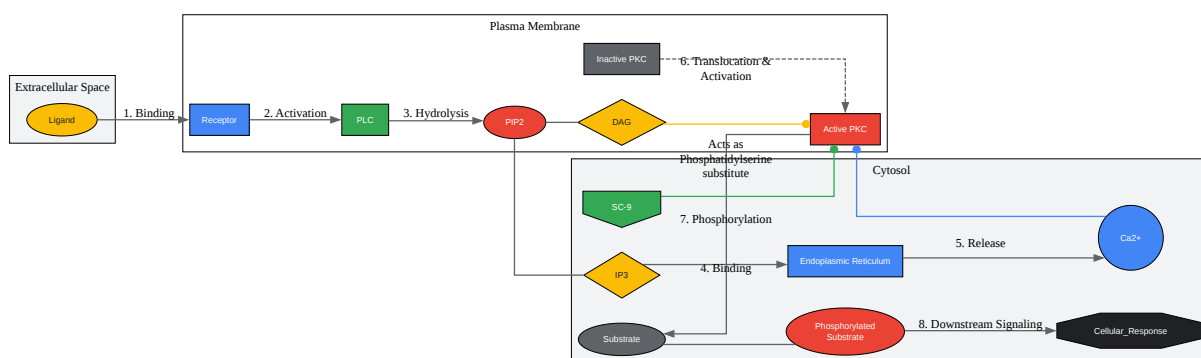 Plasma Membrane
Inactive PKC
6. Translocation &
Activation
Extracellular Space
Ligand
1. Binding
Receptor
2. Activation
PLC
3. Hydrolysis
PIP2
DAG
Active PKC
Acts as
Phosphatidylserine
substitute
Cytosol
SC-9
7. Phosphorylation
Ca2+
5. Release
Endoplasmic Reticulum
4. Binding
IP3
Substrate
Phosphorylated
Substrate
8. Downstream Signaling
Cellular_Response